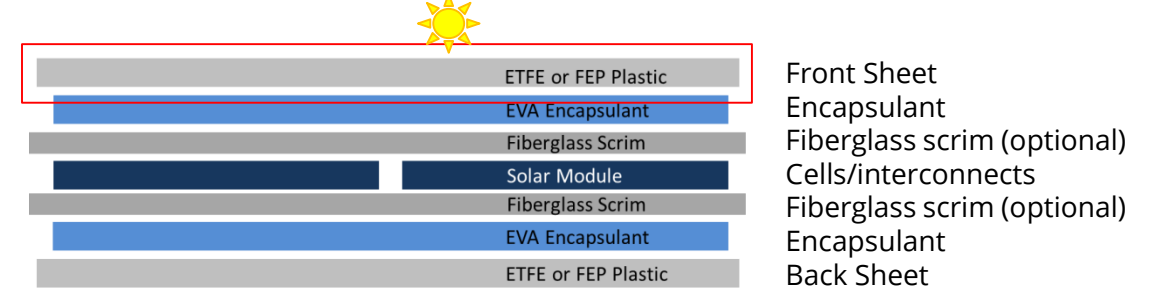 ETFE or FEP Plastic Front Sheet
EVA Encapsulant Encapsulant
Fiberglass Scrim Fiberglass scrim (optional)
Solar Module Cells/interconnects
Fiberglass Scrim Fiberglass scrim (optional)
EVA Encapsulant Encapsulant
ETFE or FEP Plastic Back Sheet